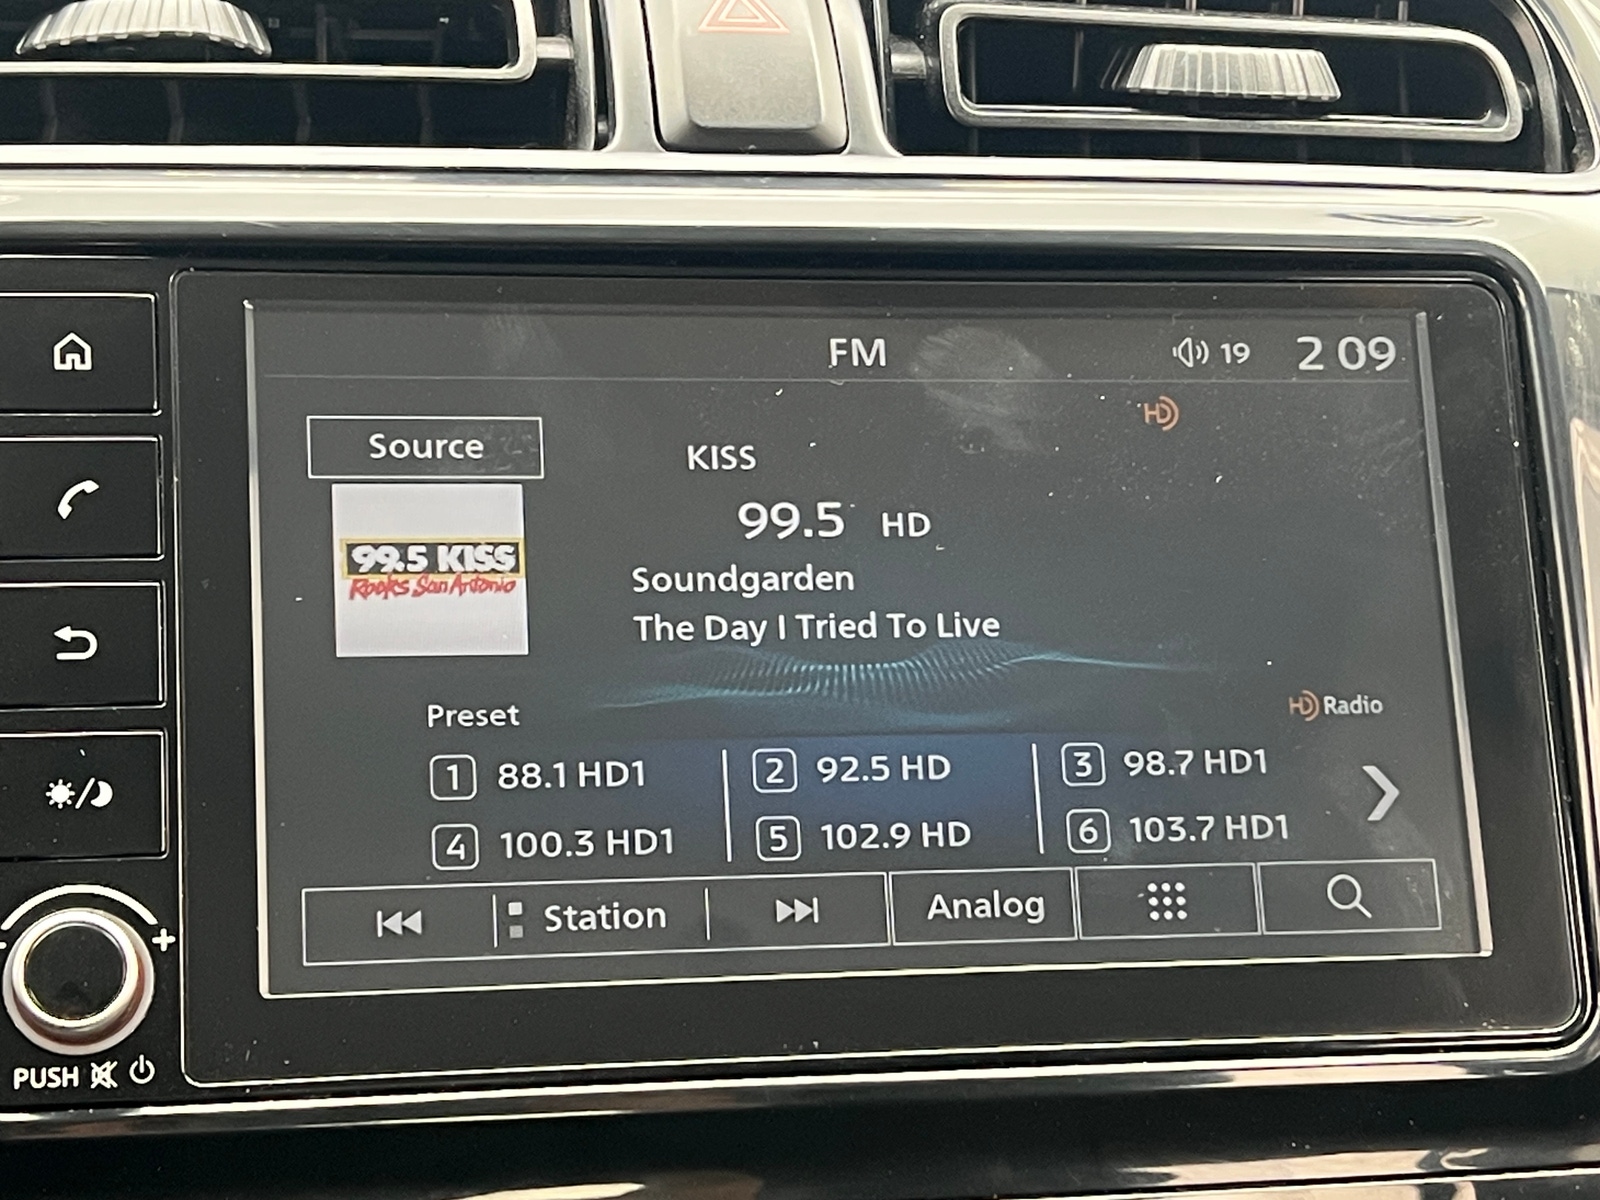 FM
19
2 09
HD
Source
KISS
99.5 HD
99.5 KISS
Rocks San Antonio
Soundgarden
The Day I Tried To Live
Preset
HD Radio
1 88.1 HD1
2 92.5 HD
3 98.7 HD1
4 100.3 HD1
5 102.9 HD
6 103.7 HD1
Station
Analog
- +
PUSH